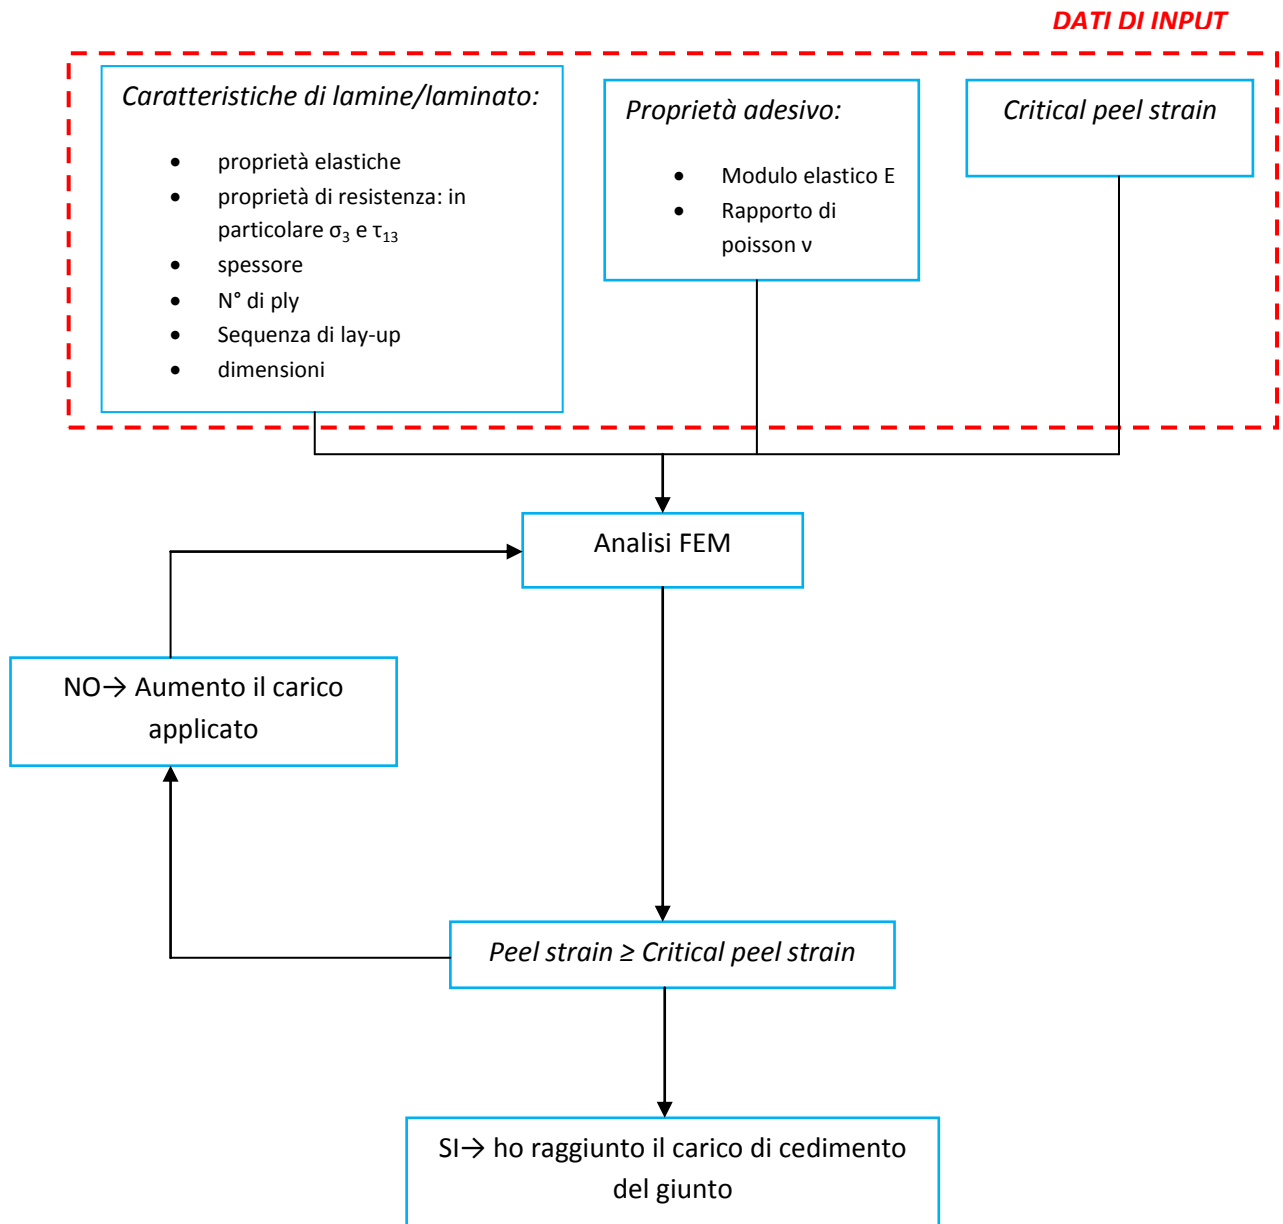 DATI DI INPUT
Caratteristiche di lamine/laminato:
• proprietà elastiche
• proprietà di resistenza: in
particolare σ₃ e τ₁₃
• spessore
• N° di ply
• Sequenza di lay-up
• dimensioni
Proprietà adesivo:
• Modulo elastico E
• Rapporto di
poisson ν
Critical peel strain
Analisi FEM
NO→ Aumento il carico
applicato
Peel strain ≥ Critical peel strain
SI→ ho raggiunto il carico di cedimento
del giunto